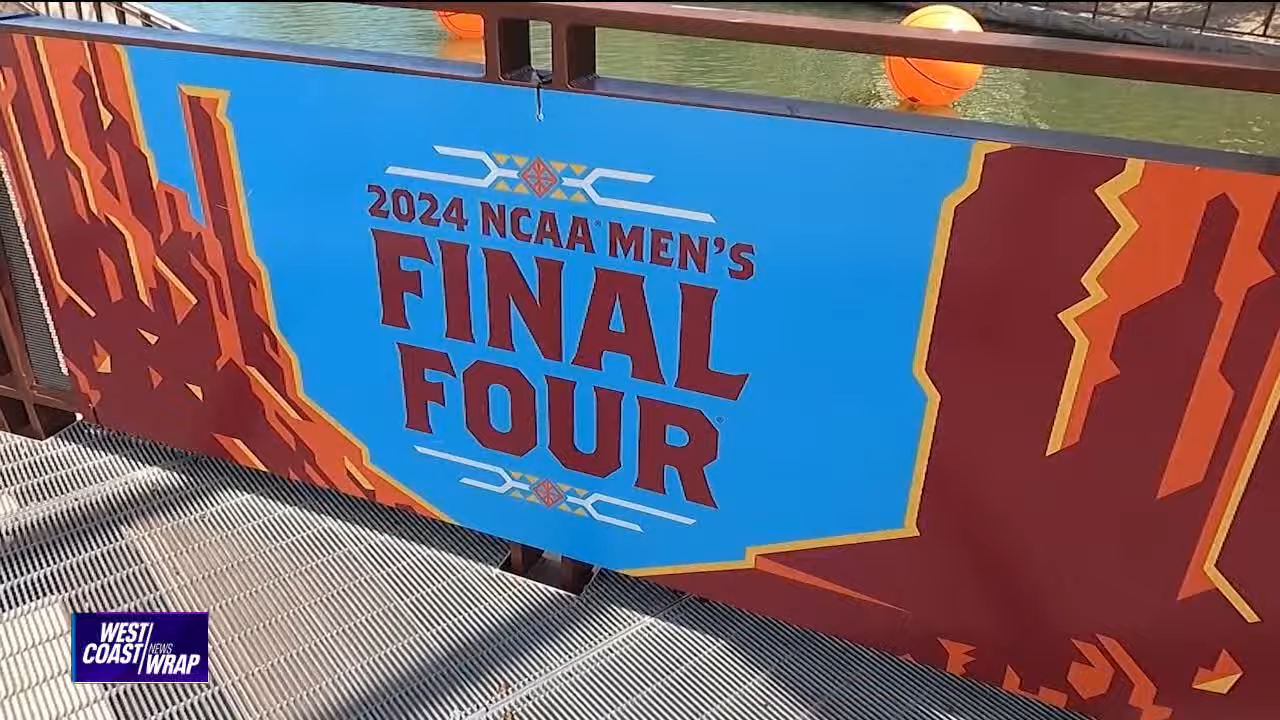 2024 NCAA® MEN'S
FINAL
FOUR®
WEST
COAST NEWS
WRAP